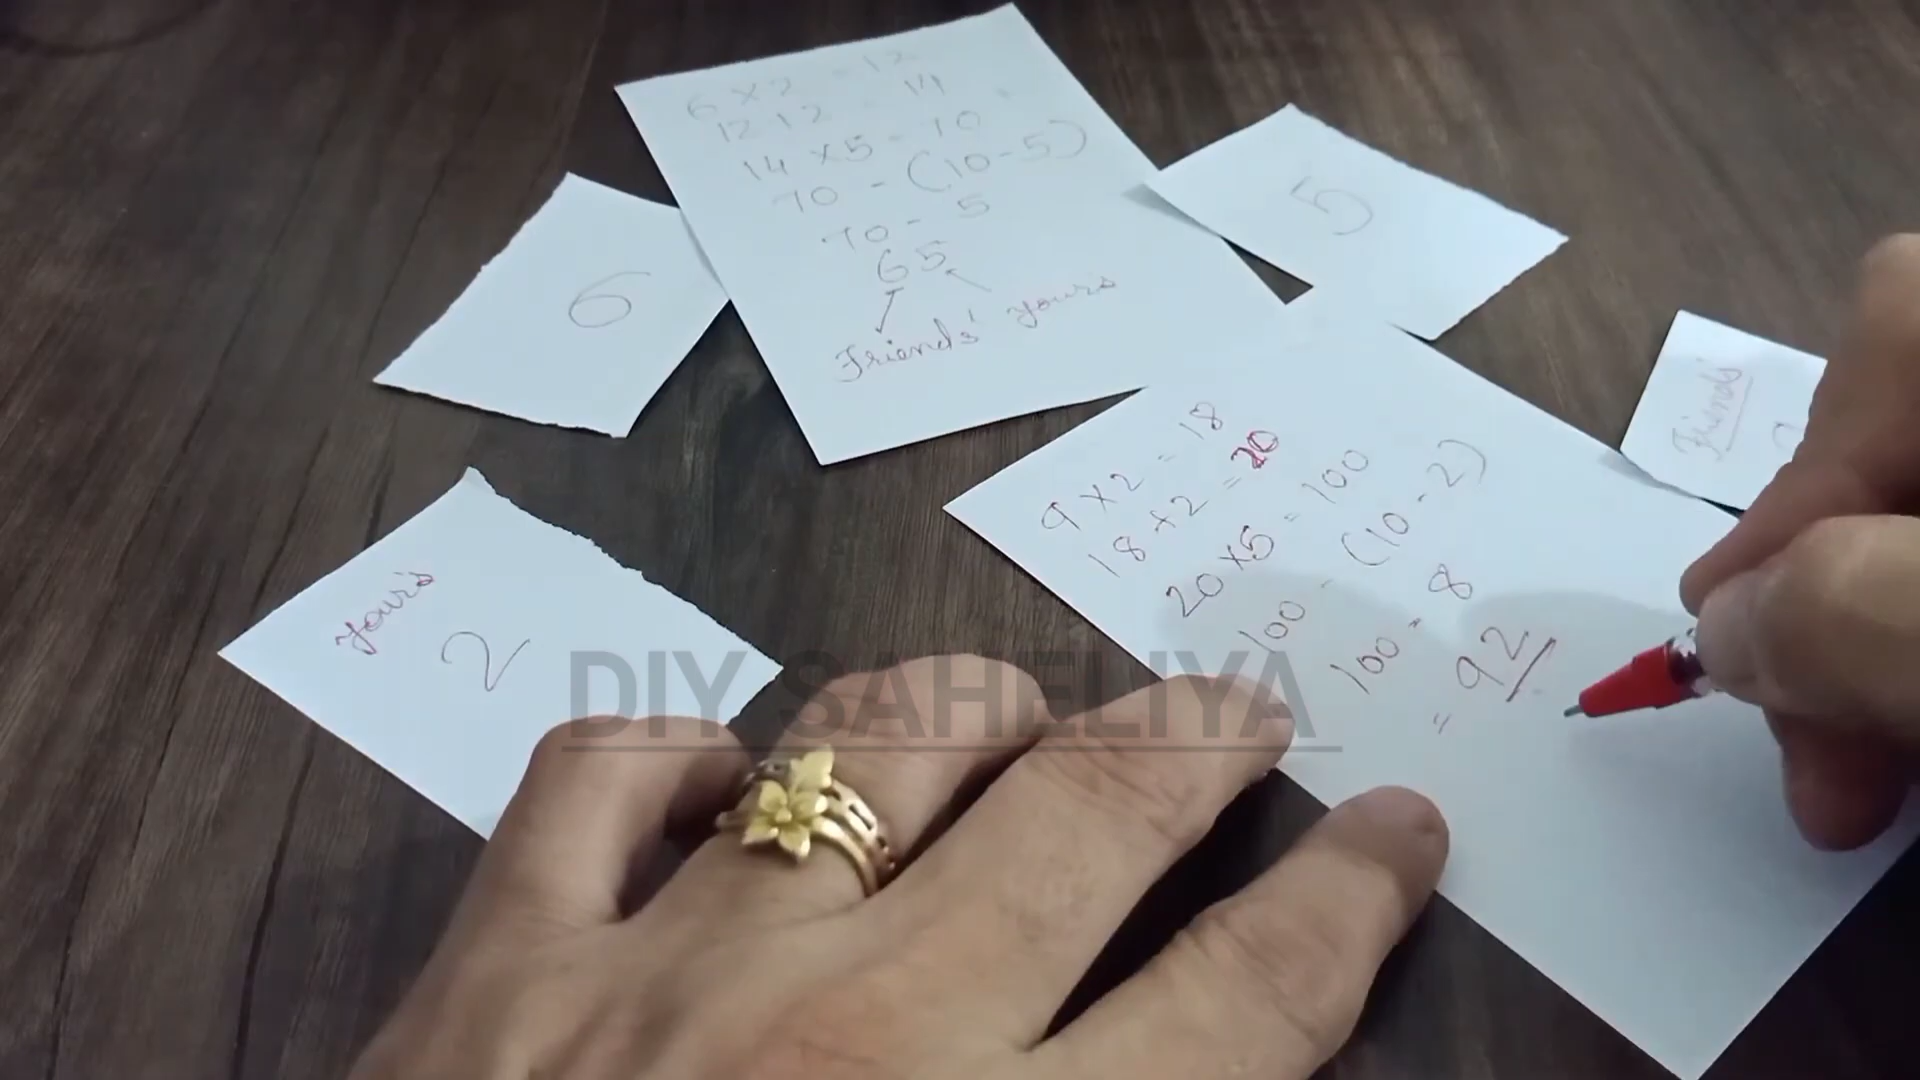 6 x 2 = 12
12 + 2 = 14
14 x 5 = 70
70 - (10-5)
70 - 5
65
Friends' yours
6
5
Friends'
9 x 2 = 18
18 + 2 = 20
20 x 5 = 100
100 - (10-2)
100 - 8
= 92
yours
2
DIY SAHELIYA